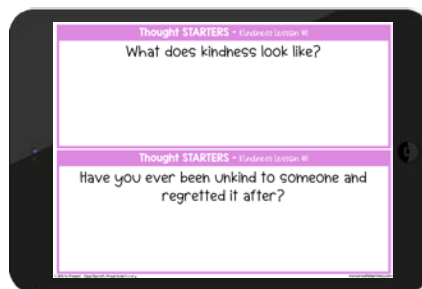 Thought STARTERS - Kindness Lesson #1
What does kindness look like?
Thought STARTERS - Kindness Lesson #1
Have you ever been unkind to someone and
regretted it after?